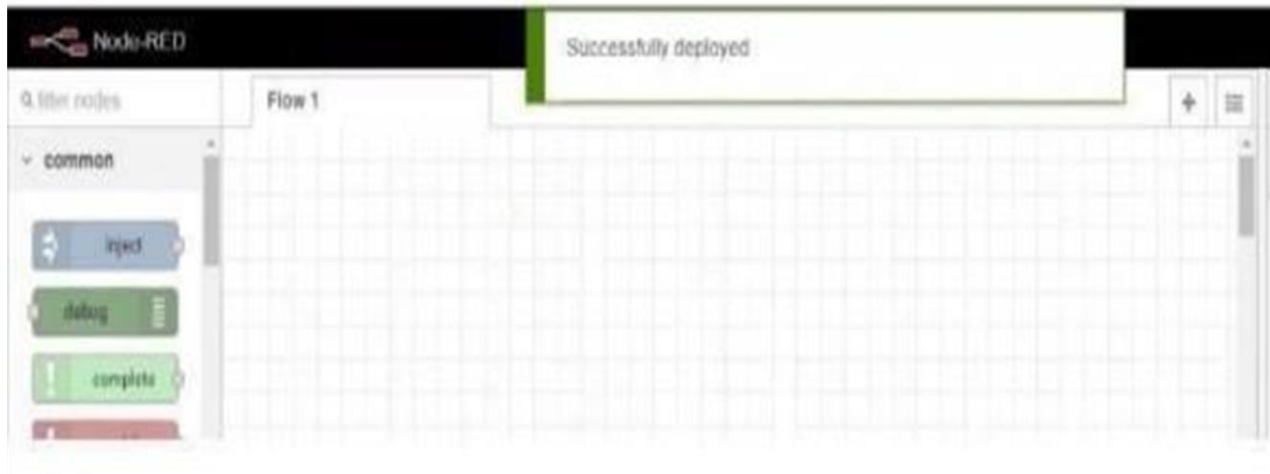 Node-RED
Successfully deployed
filter nodes
Flow 1
common
inject
debug
complete